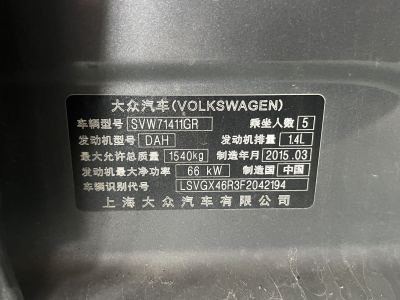 大众汽车(VOLKSWAGEN)
车辆型号 SVW71411GR 乘坐人数 5
发动机型号 DAH 发动机排量 1.4L
最大允许总质量 1540kg 制造年月 2015.03
发动机最大净功率 66 kW 制造国 中国
车辆识别代号 LSVGX46R3F2042194
上海大众汽车有限公司